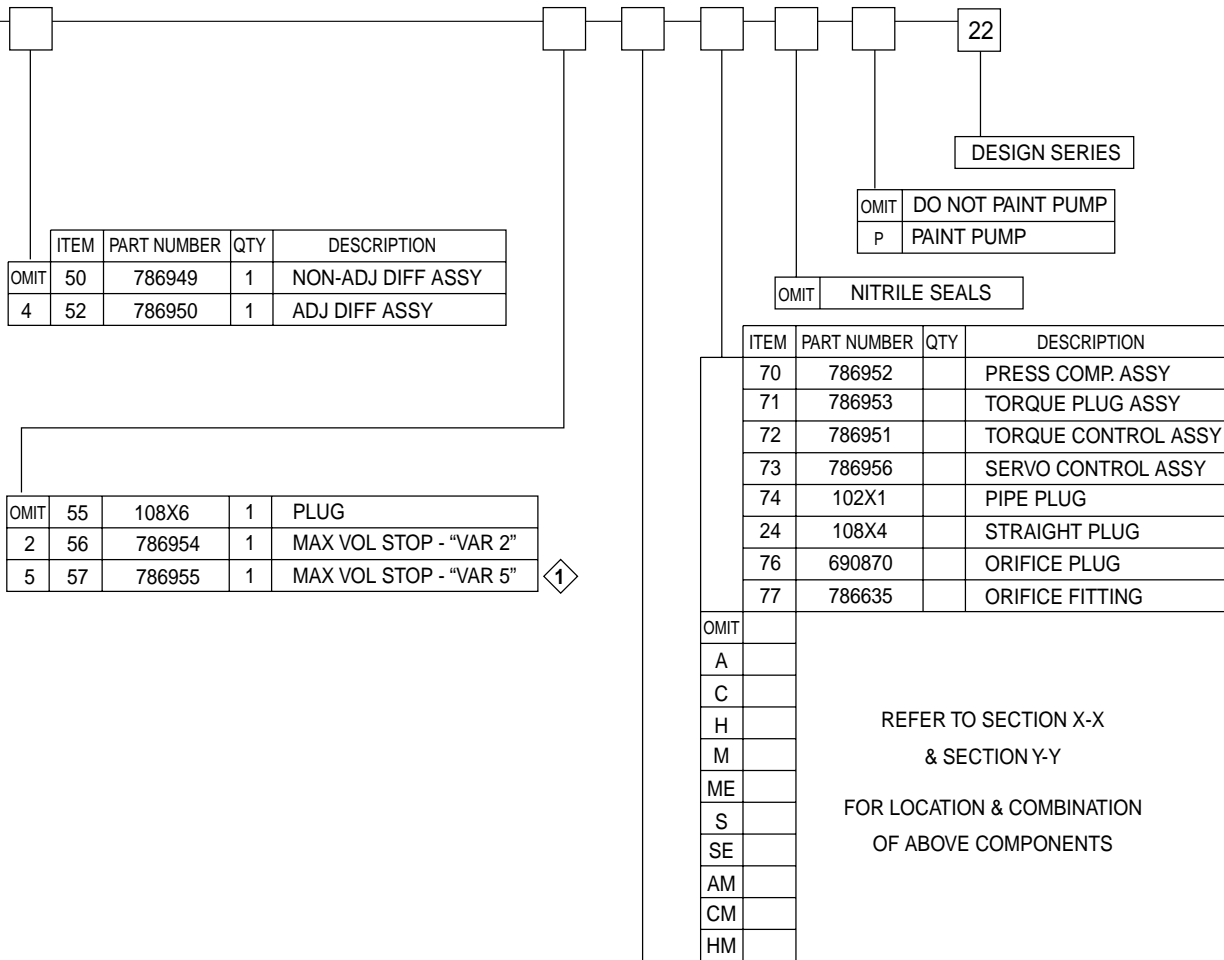 22
DESIGN SERIES
OMIT DO NOT PAINT PUMP
P PAINT PUMP
OMIT NITRILE SEALS
ITEM PART NUMBER QTY DESCRIPTION
OMIT 50 786949 1 NON-ADJ DIFF ASSY
4 52 786950 1 ADJ DIFF ASSY
OMIT 55 108X6 1 PLUG
2 56 786954 1 MAX VOL STOP - “VAR 2”
5 57 786955 1 MAX VOL STOP - “VAR 5” 1
ITEM PART NUMBER QTY DESCRIPTION
70 786952 PRESS COMP. ASSY
71 786953 TORQUE PLUG ASSY
72 786951 TORQUE CONTROL ASSY
73 786956 SERVO CONTROL ASSY
74 102X1 PIPE PLUG
24 108X4 STRAIGHT PLUG
76 690870 ORIFICE PLUG
77 786635 ORIFICE FITTING
OMIT
A
C
H
M
ME
S
SE
AM
CM
HM
REFER TO SECTION X-X
& SECTION Y-Y
FOR LOCATION & COMBINATION
OF ABOVE COMPONENTS